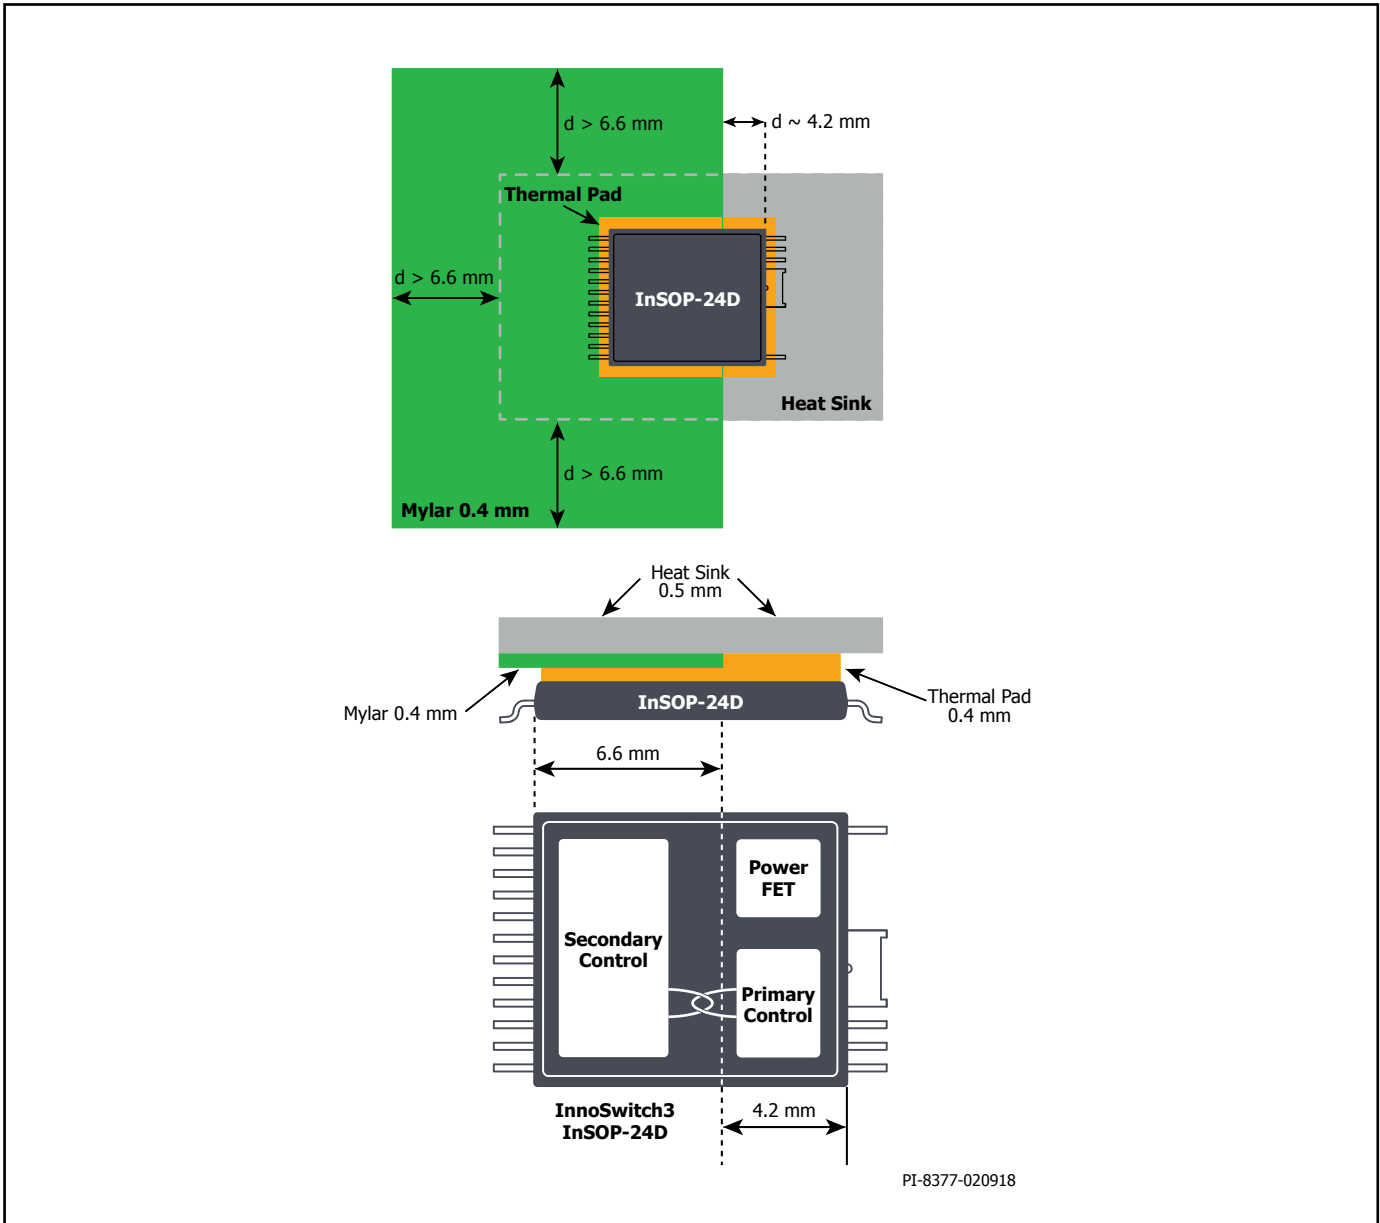 d > 6.6 mm
d ~ 4.2 mm
Thermal Pad
d > 6.6 mm
InSOP-24D
Heat Sink
d > 6.6 mm
Mylar 0.4 mm
Heat Sink
0.5 mm
InSOP-24D
Mylar 0.4 mm
Thermal Pad
0.4 mm
6.6 mm
Power
FET
Secondary
Control
Primary
Control
InnoSwitch3
InSOP-24D
4.2 mm
PI-8377-020918